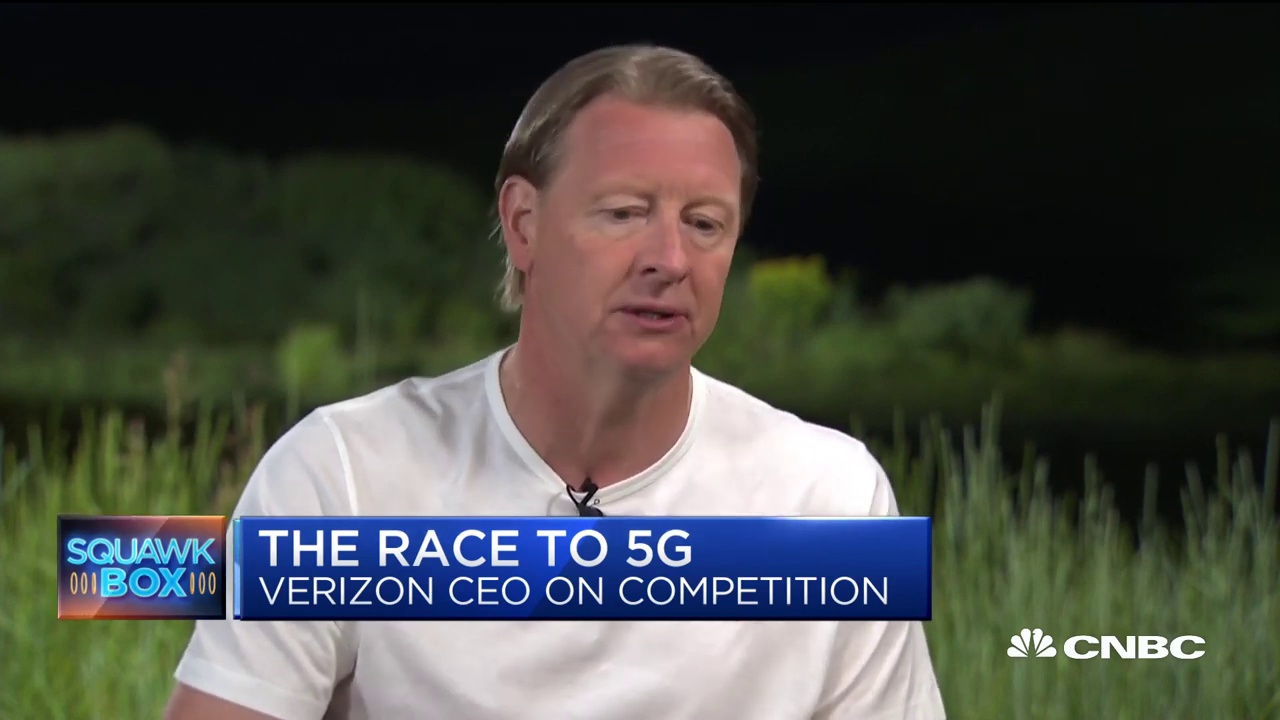 SQUAWK
BOX
THE RACE TO 5G
VERIZON CEO ON COMPETITION
CNBC